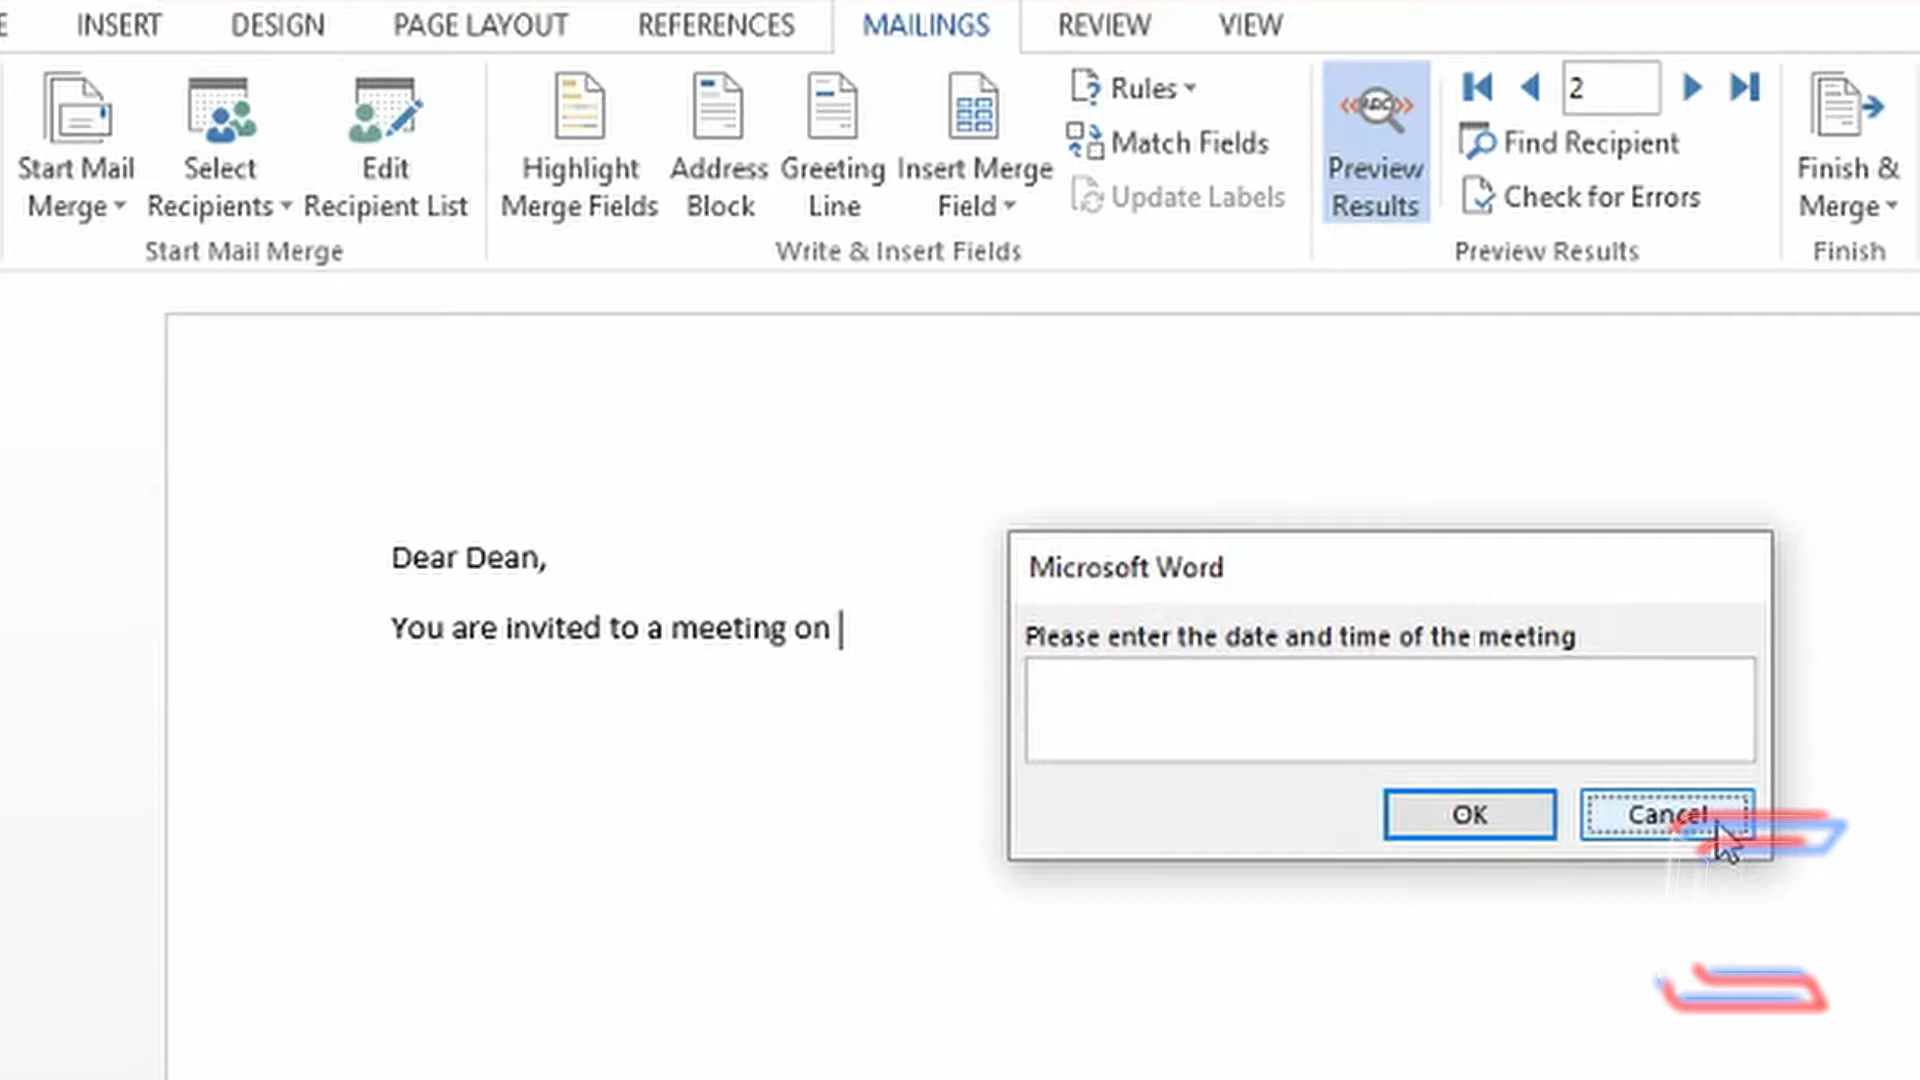 INSERT DESIGN PAGE LAYOUT REFERENCES MAILINGS REVIEW VIEW
Start Mail Merge
Select Recipients
Edit Recipient List
Start Mail Merge
Highlight Merge Fields
Address Block
Greeting Line
Insert Merge Field
Rules
Match Fields
Update Labels
Write & Insert Fields
ABC
Preview Results
2
Find Recipient
Check for Errors
Preview Results
Finish & Merge
Finish
Dear Dean,
You are invited to a meeting on
Microsoft Word
Please enter the date and time of the meeting
OK
Cancel